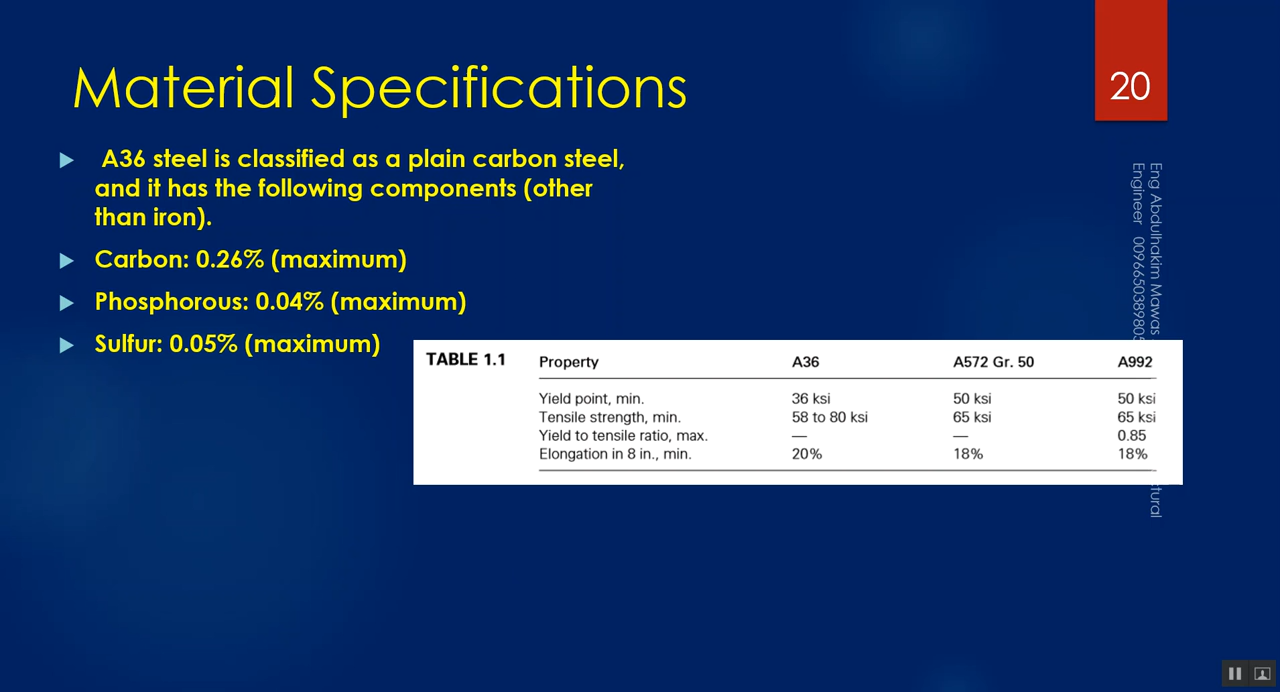 Material Specifications
20
A36 steel is classified as a plain carbon steel,
and it has the following components (other
than iron).
Carbon: 0.26% (maximum)
Phosphorous: 0.04% (maximum)
Sulfur: 0.05% (maximum)
TABLE 1.1 Property A36 A572 Gr. 50 A992
Yield point, min. 36 ksi 50 ksi 50 ksi
Tensile strength, min. 58 to 80 ksi 65 ksi 65 ksi
Yield to tensile ratio, max. — — 0.85
Elongation in 8 in., min. 20% 18% 18%
Eng Abdulhakim Mawas
Engineer